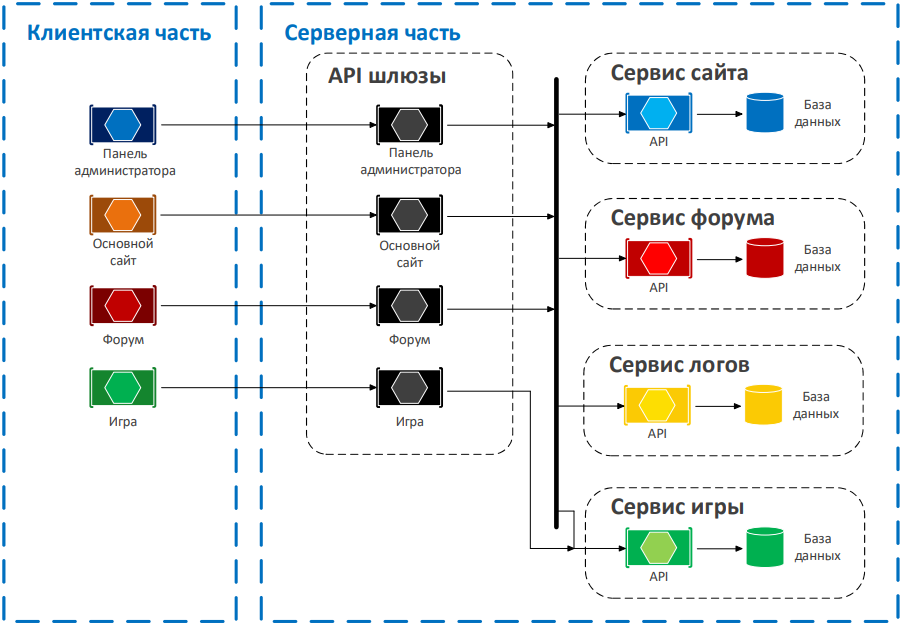 Клиентская часть
Панель
администратора
Основной
сайт
Форум
Игра
Серверная часть
API шлюзы
Панель
администратора
Основной
сайт
Форум
Игра
Сервис сайта
API
База
данных
Сервис форума
API
База
данных
Сервис логов
API
База
данных
Сервис игры
API
База
данных